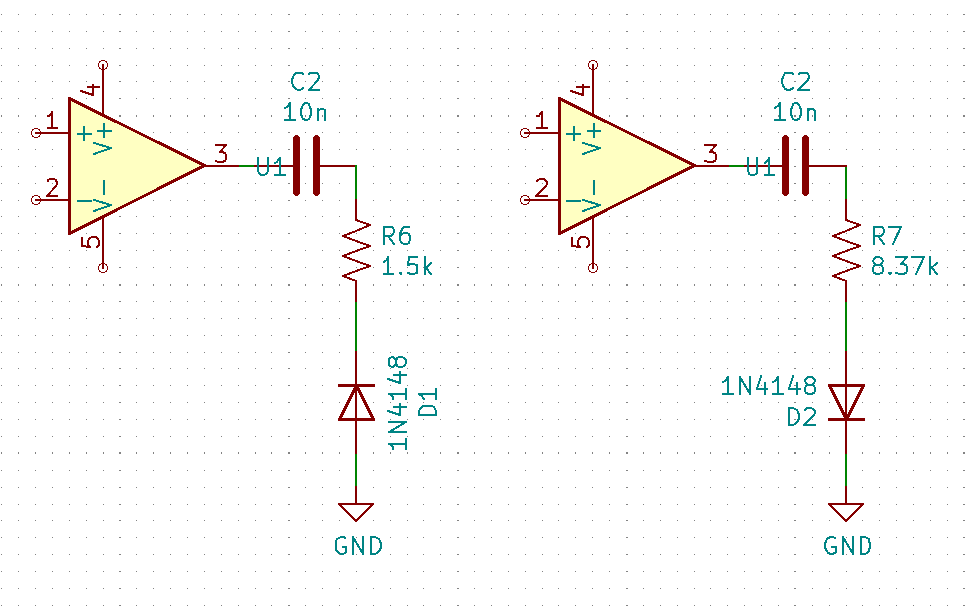 4
1
+
V+
2
-
V-
5
3
U1
C2
10n
R6
1.5k
1N4148
D1
GND
4
1
+
V+
2
-
V-
5
3
U1
C2
10n
R7
8.37k
1N4148
D2
GND